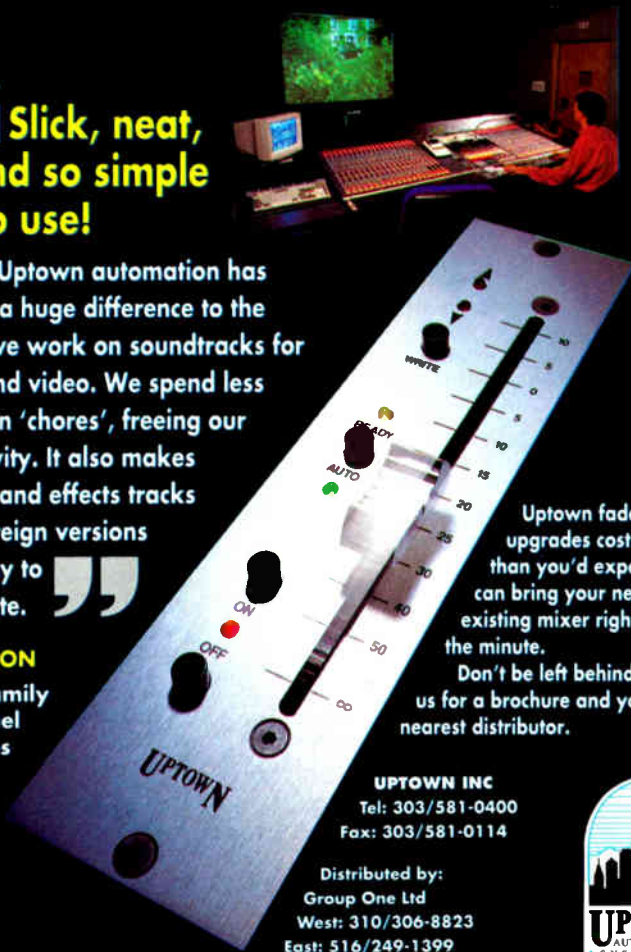 Slick, neat,
nd so simple
o use!
Uptown automation has
a huge difference to the
ve work on soundtracks for
nd video. We spend less
n 'chores', freeing our
vity. It also makes
and effects tracks
reign versions
y to
te. ”
ON
amily
el
s
WRITE
READY
AUTO
ON
OFF
10
5
0
5
10
15
20
25
30
40
50
∞
UPTOWN
Uptown fade
upgrades cost
than you'd expe
can bring your ne
existing mixer righ
the minute.
Don't be left behind
us for a brochure and yo
nearest distributor.
UPTOWN INC
Tel: 303/581-0400
Fax: 303/581-0114
Distributed by:
Group One Ltd
West: 310/306-8823
East: 516/249-1399
UP
AU